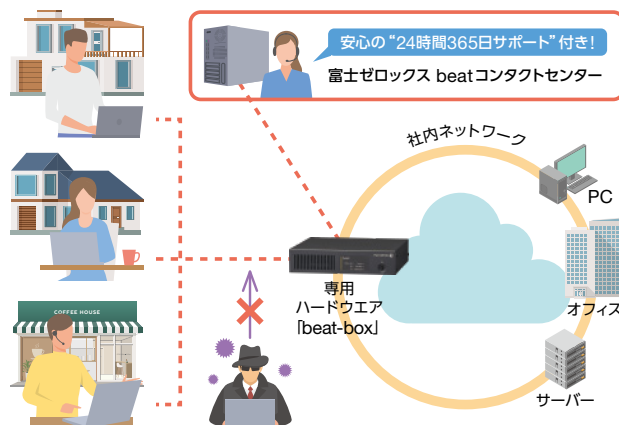 安心の“24時間365日サポート”付き！
富士ゼロックス beatコンタクトセンター
社内ネットワーク
PC
オフィス
専用
ハードウエア
「beat-box」
COFFEE HOUSE
サーバー